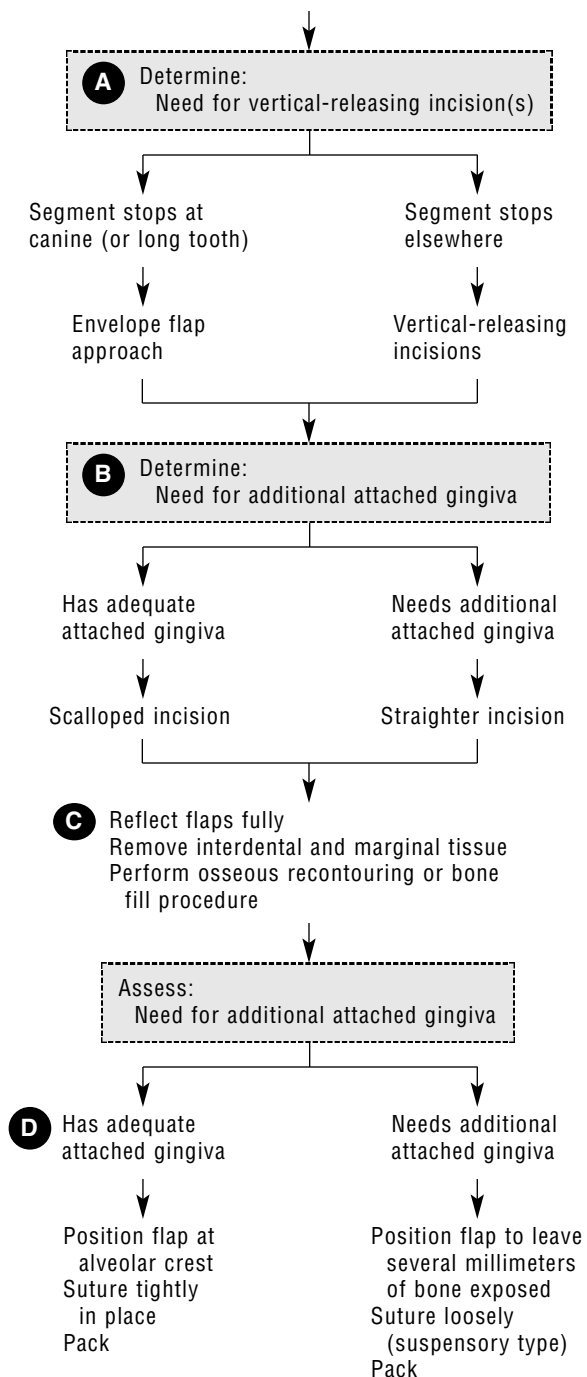 A
Determine:
Need for vertical-releasing incision(s)
Segment stops at
canine (or long tooth)
Segment stops
elsewhere
Envelope flap
approach
Vertical-releasing
incisions
B
Determine:
Need for additional attached gingiva
Has adequate
attached gingiva
Needs additional
attached gingiva
Scalloped incision
Straighter incision
C
Reflect flaps fully
Remove interdental and marginal tissue
Perform osseous recontouring or bone
fill procedure
Assess:
Need for additional attached gingiva
D
Has adequate
attached gingiva
Needs additional
attached gingiva
Position flap at
alveolar crest
Suture tightly
in place
Pack
Position flap to leave
several millimeters
of bone exposed
Suture loosely
(suspensory type)
Pack